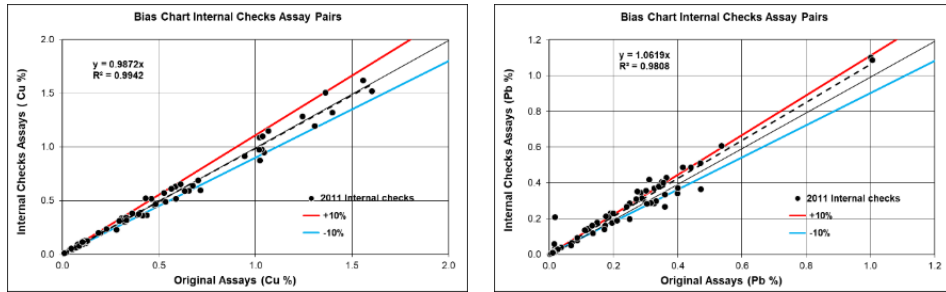 Bias Chart Internal Checks Assay Pairs
Internal Checks Assays ( Cu %)
2.0
1.5
1.0
0.5
0.0
y = 0.9872x
R² = 0.9942
2011 Internal checks
+10%
-10%
0.0 0.5 1.0 1.5 2.0
Original Assays (Cu %)
Bias Chart Internal Checks Assay Pairs
Internal Checks Assays (Pb %)
1.2
1.0
0.8
0.6
0.4
0.2
0.0
y = 1.0619x
R² = 0.9808
2011 Internal checks
+10%
-10%
0.0 0.2 0.4 0.6 0.8 1.0 1.2
Original Assays (Pb %)